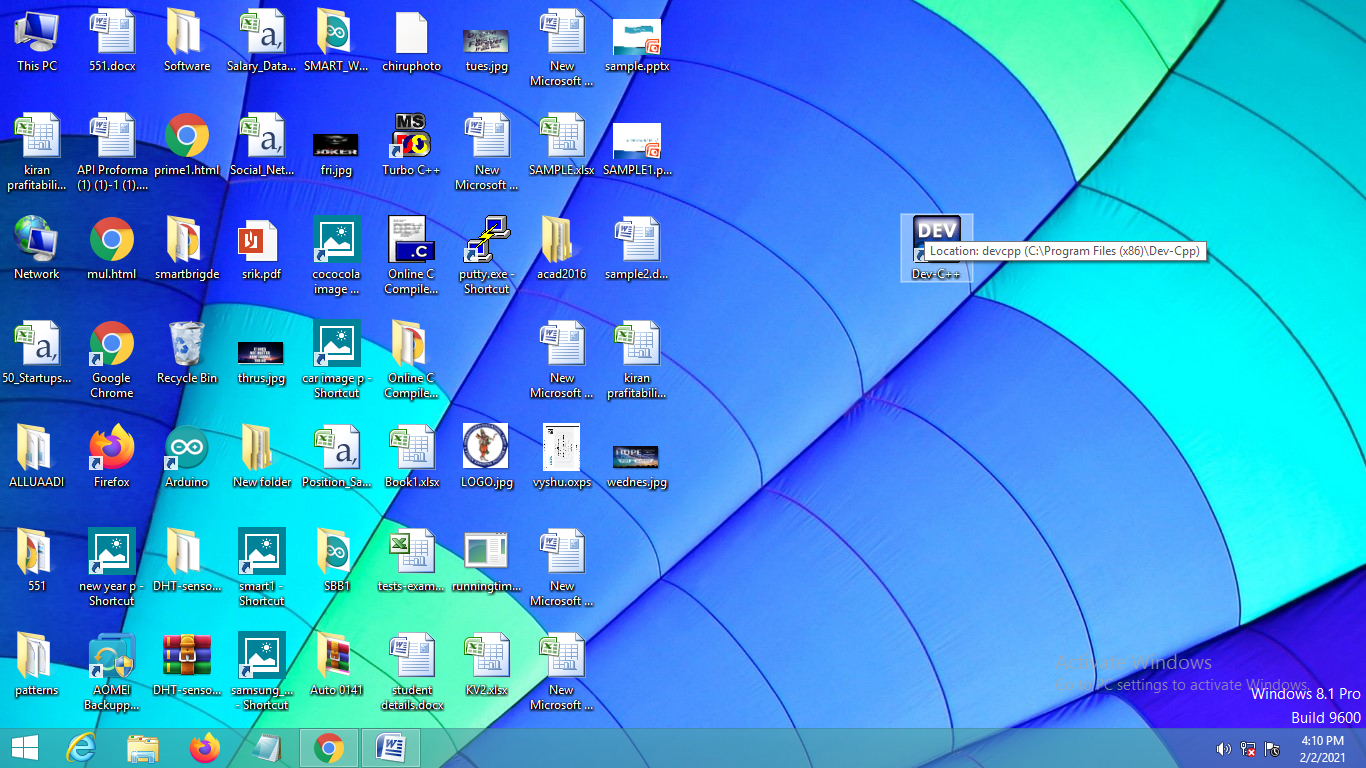 This PC
551.docx
Software
Salary_Data...
SMART_W...
chiruphoto
tues.jpg
New
Microsoft ...
sample.pptx
kiran
prafitabili...
API Proforma
(1) (1)-1 (1)....
prime1.html
Social_Net...
JOKER
fri.jpg
MS
Turbo C++
New
Microsoft ...
SAMPLE.xlsx
SAMPLE1.p...
Network
mul.html
smartbrigde
srik.pdf
cococola
image ...
DEV
.C
Online C
Compile...
putty.exe -
Shortcut
acad2016
sample2.d...
DEV
Location: devcpp (C:\Program Files (x86)\Dev-Cpp)
Dev-C++
50_Startups...
Google
Chrome
Recycle Bin
thrus.jpg
car image p -
Shortcut
Online C
Compile...
New
Microsoft ...
kiran
prafitabili...
ALLUAADI
Firefox
Arduino
New folder
Position_Sa...
Book1.xlsx
LOGO.jpg
vyshu.oxps
HOPE
wednes.jpg
551
new year p -
Shortcut
DHT-senso...
smart1 -
Shortcut
SBB1
tests-exam...
runningtim...
New
Microsoft ...
patterns
AOMEI
Backupp...
DHT-senso...
samsung_...
- Shortcut
Auto 0141
student
details.docx
KV2.xlsx
New
Microsoft ...
Activate Windows
PC settings to activate Windows.
Windows 8.1 Pro
Build 9600
4:10 PM
2/2/2021